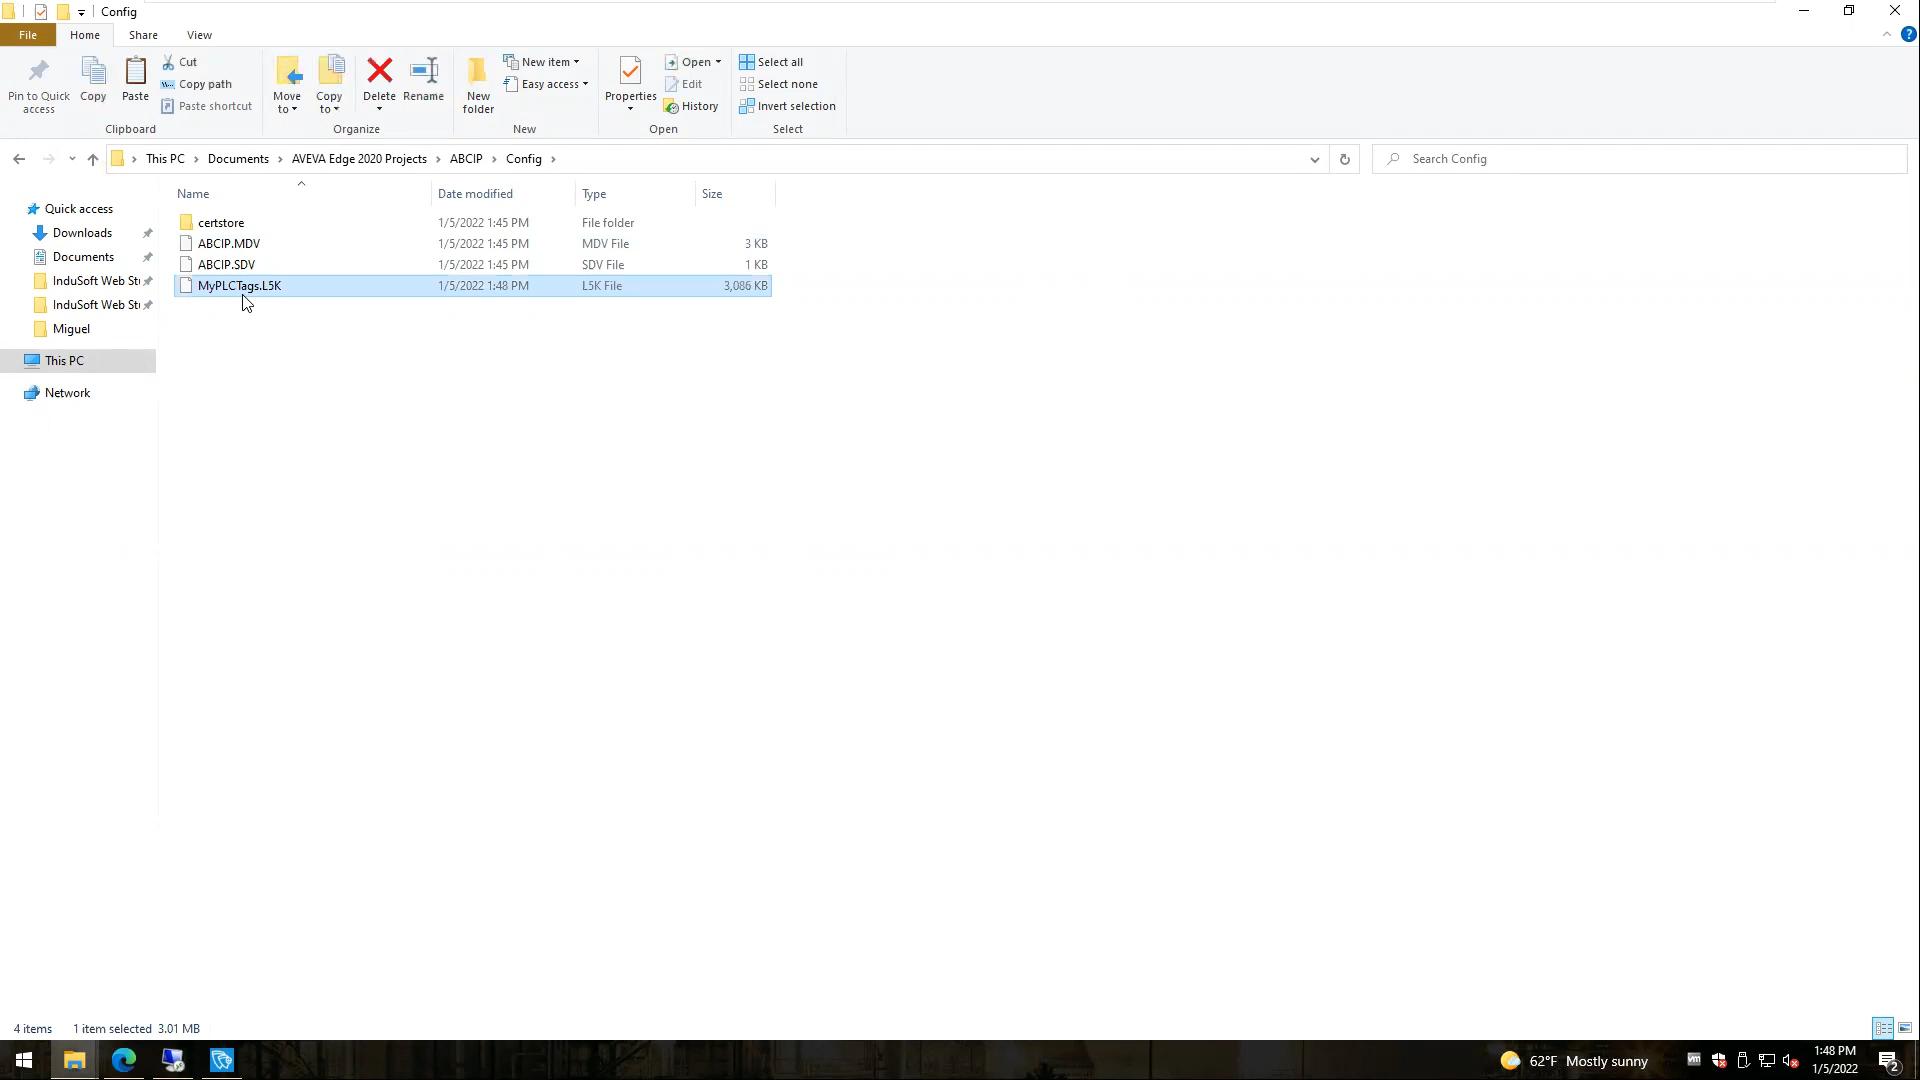 Config
File Home Share View
Pin to Quick access
Copy
Paste
Cut
Copy path
Paste shortcut
Clipboard
Move to
Copy to
Delete
Rename
Organize
New folder
New item
Easy access
New
Properties
Open
Edit
History
Open
Select all
Select none
Invert selection
Select
This PC > Documents > AVEVA Edge 2020 Projects > ABCIP > Config >
Search Config
Quick access
Downloads
Documents
InduSoft Web St
InduSoft Web St
Miguel
This PC
Network
Name Date modified Type Size
certstore 1/5/2022 1:45 PM File folder
ABCIP.MDV 1/5/2022 1:45 PM MDV File 3 KB
ABCIP.SDV 1/5/2022 1:45 PM SDV File 1 KB
MyPLCTags.L5K 1/5/2022 1:48 PM L5K File 3,086 KB
4 items 1 item selected 3.01 MB
62°F Mostly sunny
vm
1:48 PM
1/5/2022
2